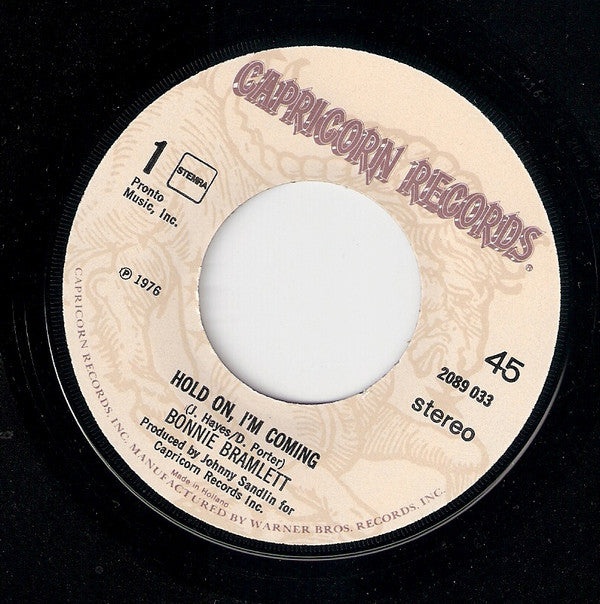 CAPRICORN RECORDS®
1
STEMRA
Pronto
Music, Inc.
℗ 1976
45
2089 033
stereo
HOLD ON, I'M COMING
(J. Hayes/D. Porter)
BONNIE BRAMLETT
Produced by Johnny Sandlin for
Capricorn Records Inc.
Made in Holland
CAPRICORN RECORDS, INC. MANUFACTURED BY WARNER BROS. RECORDS, INC.